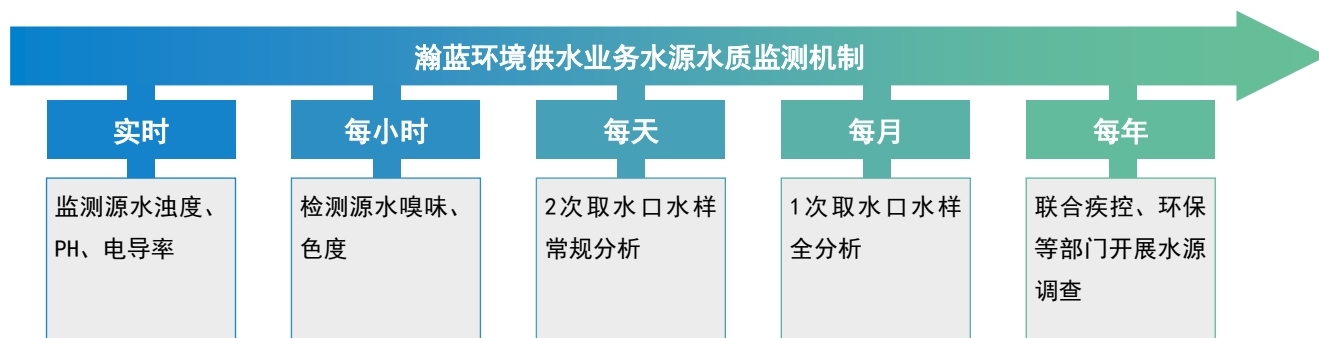 瀚蓝环境供水业务水源水质监测机制
实时
每小时
每天
每月
每年
监测源水浊度、
PH、电导率
检测源水嗅味、
色度
2次取水口水样
常规分析
1次取水口水样
全分析
联合疾控、环保
等部门开展水源
调查